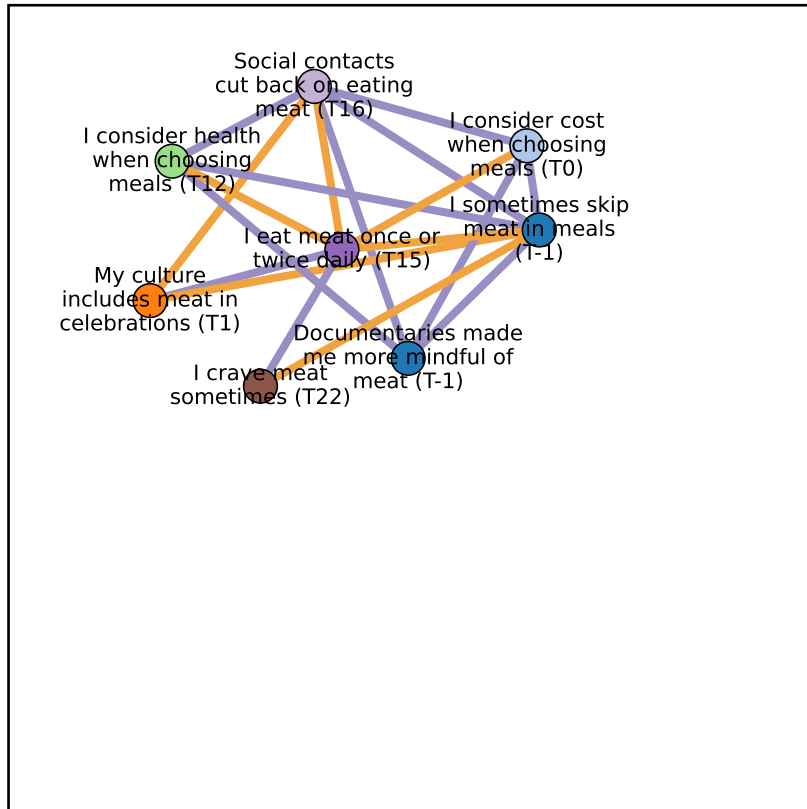 Social contacts
cut back on eating
meat (T16)
I consider health
when choosing
meals (T12)
I consider cost
when choosing
meals (T0)
I sometimes skip
meat in meals
(T-1)
I eat meat once or
twice daily (T15)
My culture
includes meat in
celebrations (T1)
Documentaries made
me more mindful of
meat (T-1)
I crave meat
sometimes (T22)